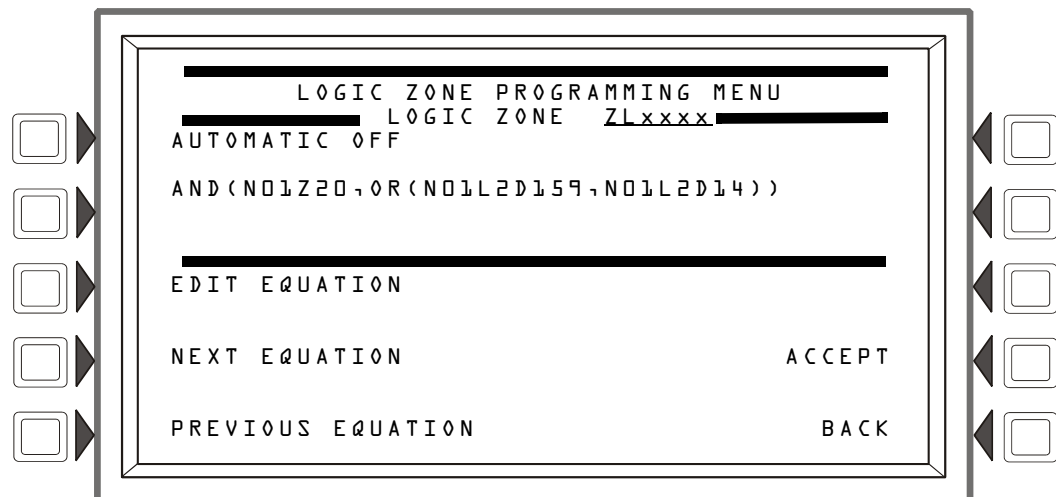 LOGIC ZONE PROGRAMMING MENU
LOGIC ZONE ZLxxxx
AUTOMATIC OFF
AND(N01Z20,OR(N01L2D159,N01L2D14))
EDIT EQUATION
NEXT EQUATION
ACCEPT
PREVIOUS EQUATION
BACK